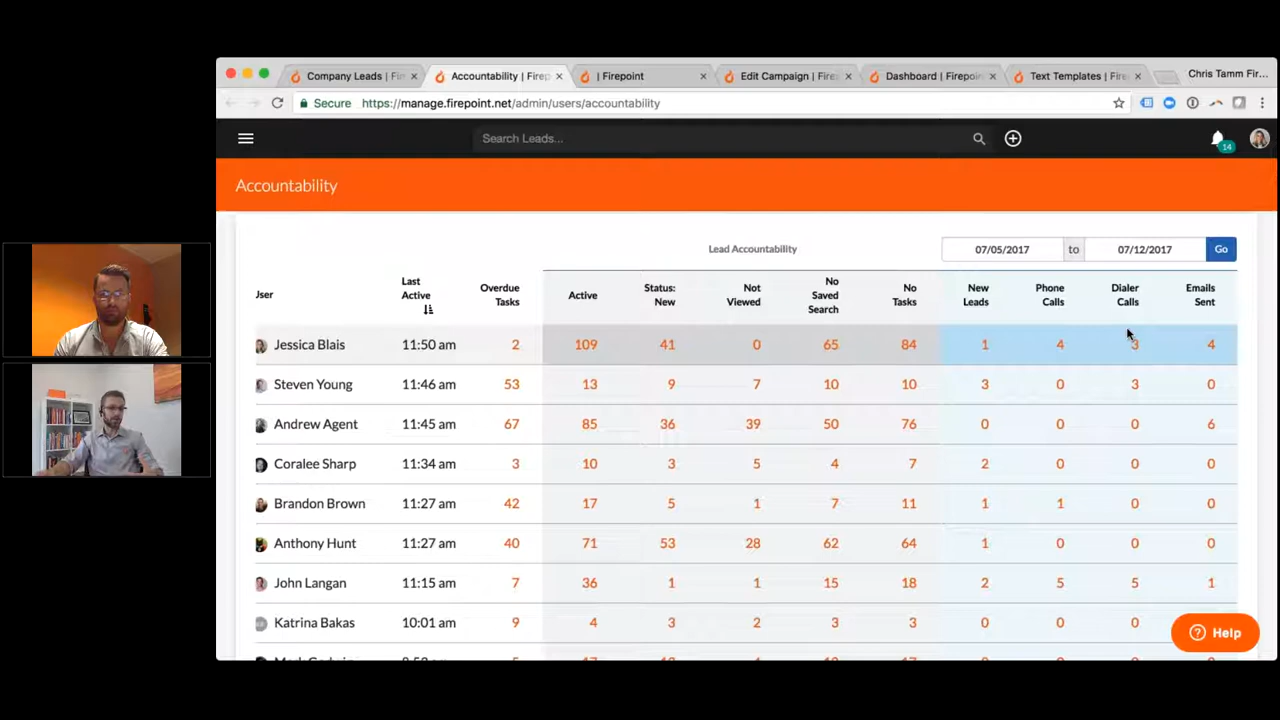 Company Leads | Fir
Accountability | Firep
| Firepoint
Edit Campaign | Fire
Dashboard | Firepoin
Text Templates | Fire
Chris Tamm Fir...
Secure https://manage.firepoint.net/admin/users/accountability
Search Leads...
14
Accountability
Lead Accountability
07/05/2017 to 07/12/2017 Go
Jser Last Active Overdue Tasks Active Status: New Not Viewed No Saved Search No Tasks New Leads Phone Calls Dialer Calls Emails Sent
Jessica Blais 11:50 am 2 109 41 0 65 84 1 4 3 4
Steven Young 11:46 am 53 13 9 7 10 10 3 0 3 0
Andrew Agent 11:45 am 67 85 36 39 50 76 0 0 0 6
Coralee Sharp 11:34 am 3 10 3 5 4 7 2 0 0 0
Brandon Brown 11:27 am 42 17 5 1 7 11 1 1 0 0
Anthony Hunt 11:27 am 40 71 53 28 62 64 1 0 0 0
John Langan 11:15 am 7 36 1 1 15 18 2 5 5 1
Katrina Bakas 10:01 am 9 4 3 2 3 3 0 0 0
Help